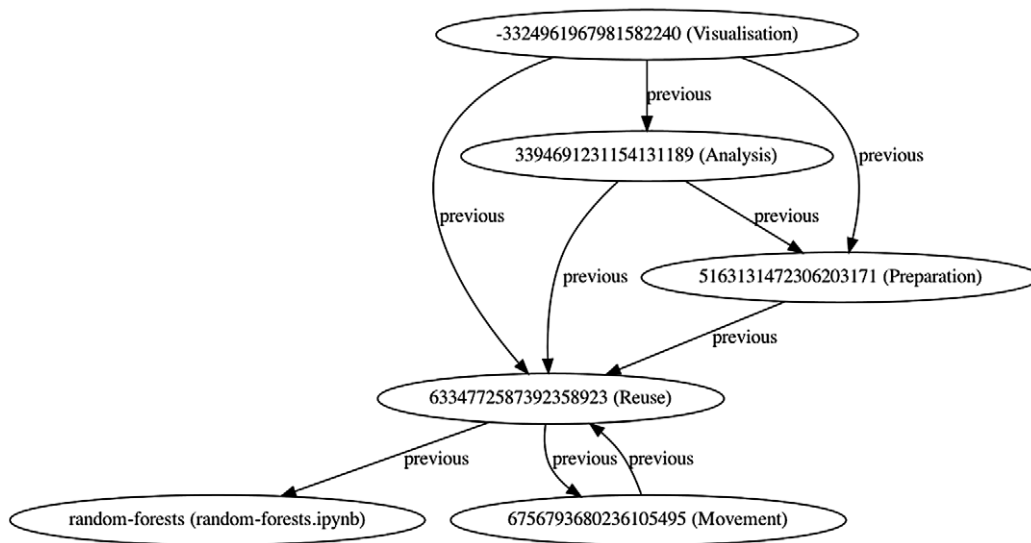 -3324961967981582240 (Visualisation)
previous
3394691231154131189 (Analysis)
previous
previous
previous
previous
5163131472306203171 (Preparation)
previous
6334772587392358923 (Reuse)
previous
previous
previous
random-forests (random-forests.ipynb)
6756793680236105495 (Movement)